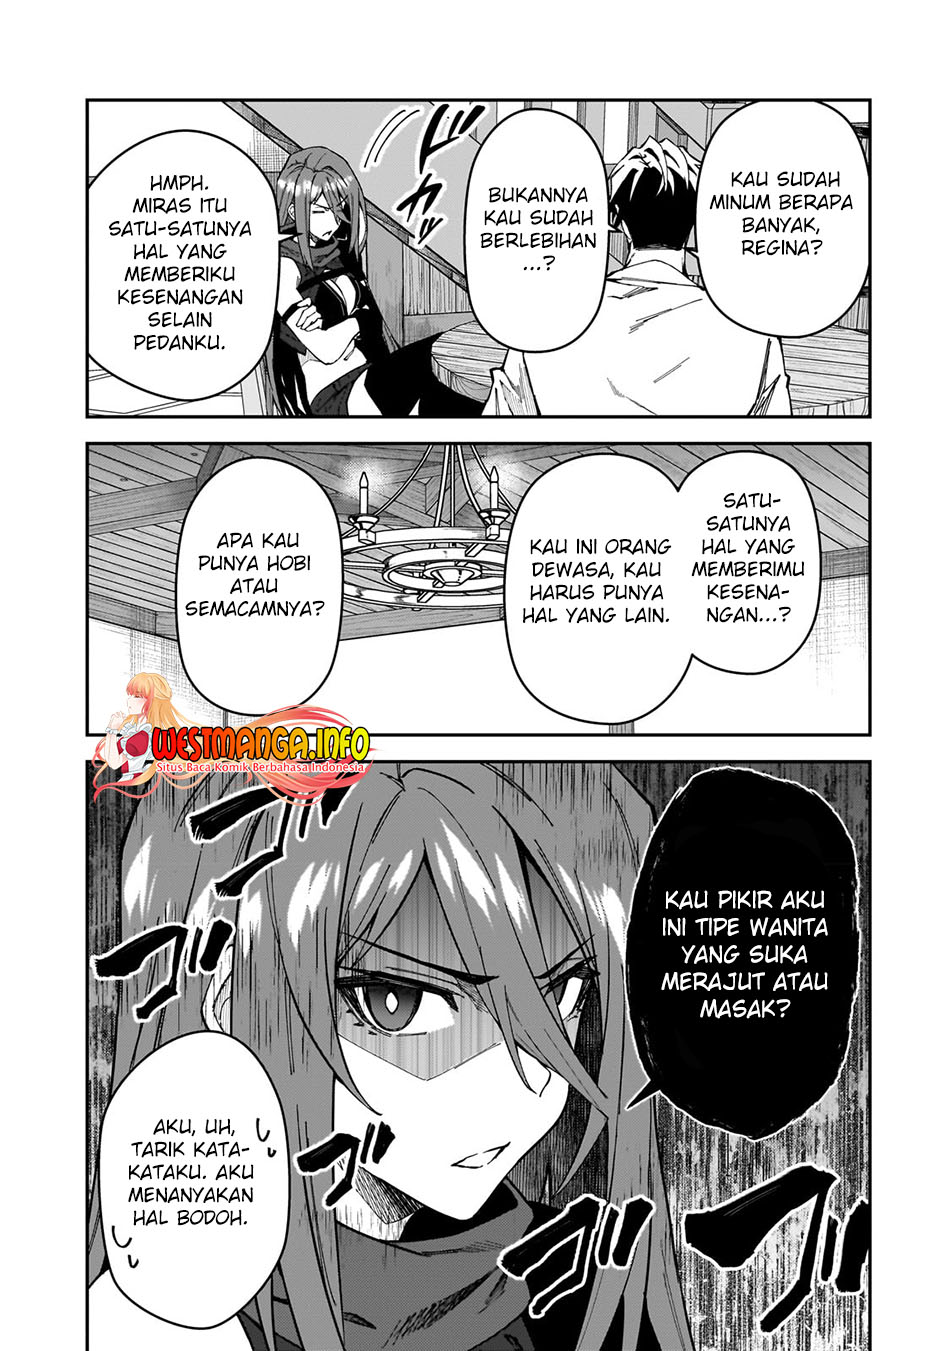 KAU SUDAH
MINUM BERAPA
BANYAK,
REGINA?
BUKANNYA
KAU SUDAH
BERLEBIHAN
...?
HMPH.
MIRAS ITU
SATU-SATUNYA
HAL YANG
MEMBERIKU
KESENANGAN
SELAIN
PEDANKU.
SATU-
SATUNYA
HAL YANG
MEMBERIMU
KESENA-
NGAN...?
KAU INI ORANG
DEWASA, KAU
HARUS PUNYA
HAL YANG LAIN.
APA KAU
PUNYA HOBI
ATAU
SEMACAMNYA?
WESTMANGA.INFO
Situs Baca Komik Berbahasa Indonesia
KAU PIKIR AKU
INI TIPE WANITA
YANG SUKA
MERAJUT ATAU
MASAK?
AKU, UH,
TARIK KATA-
KATAKU. AKU
MENANYAKAN
HAL BODOH.